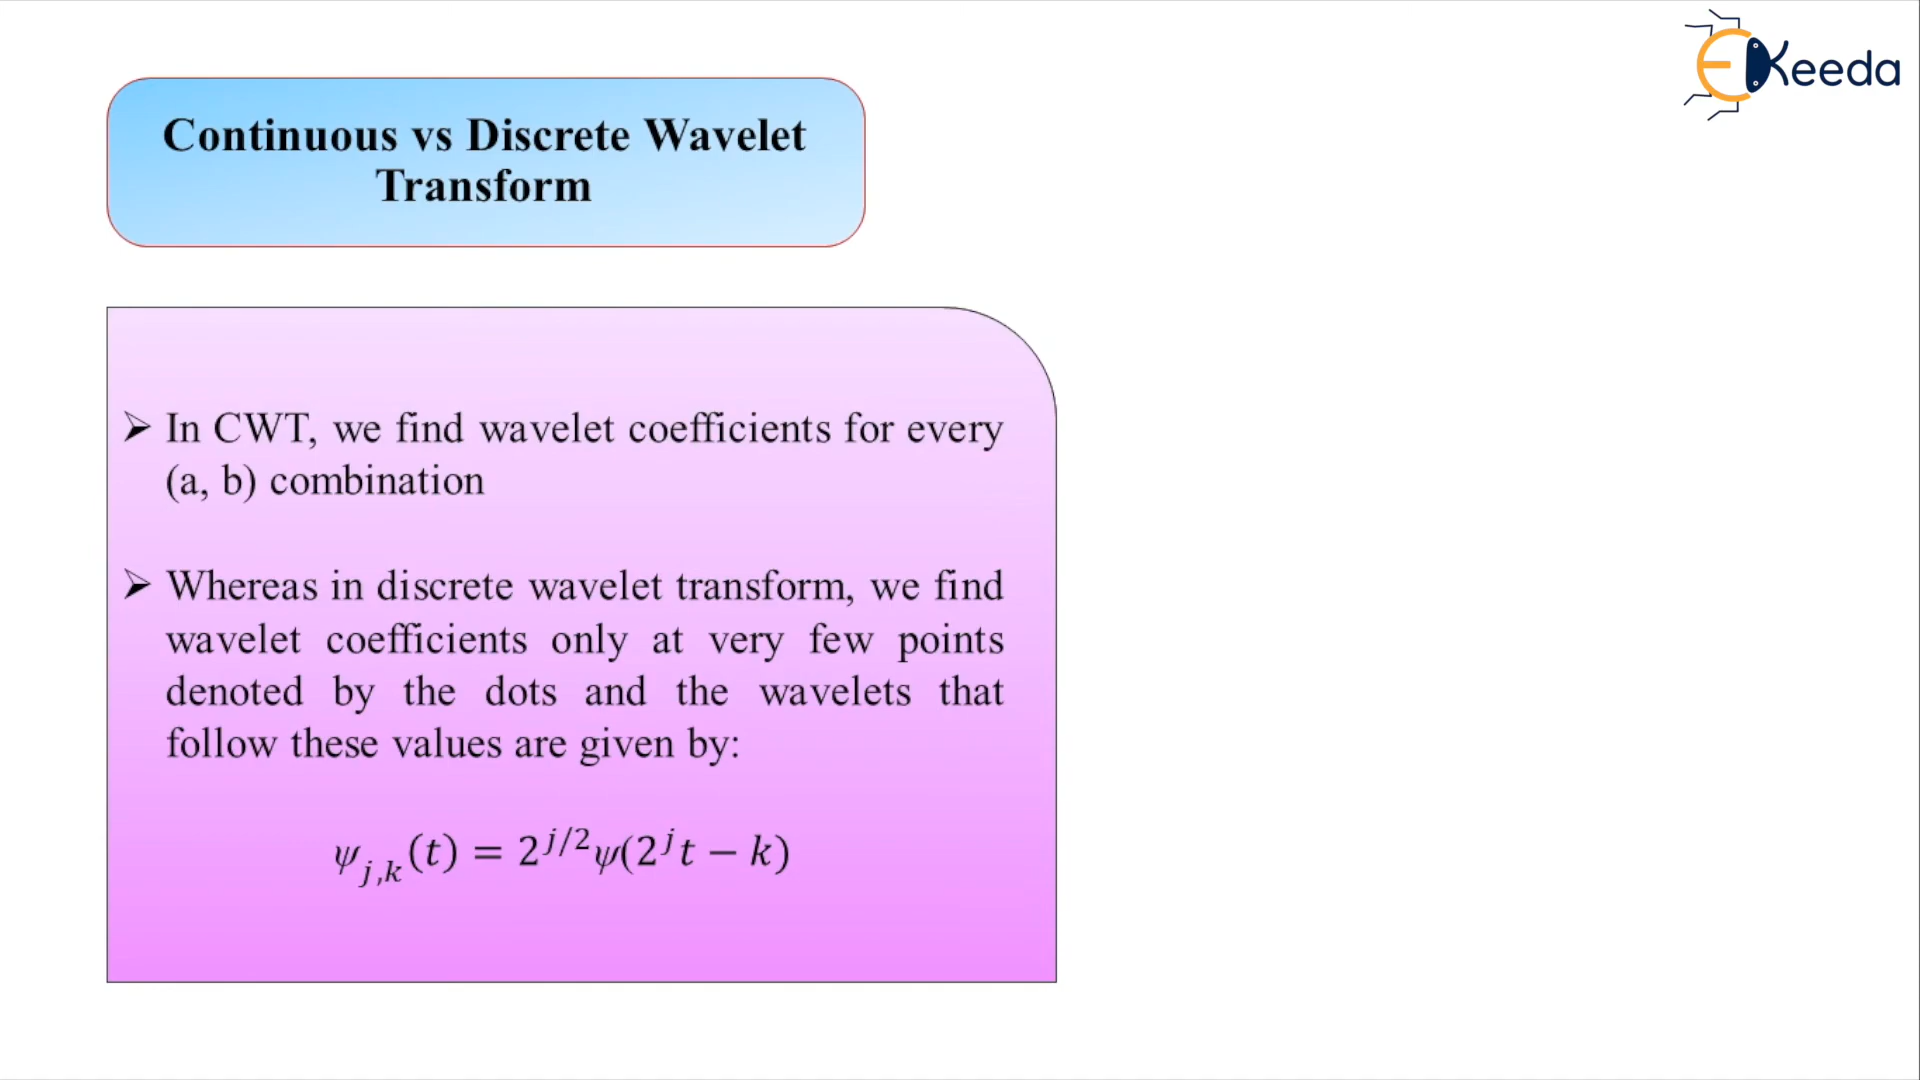 Keeda
Continuous vs Discrete Wavelet
Transform
➢ In CWT, we find wavelet coefficients for every
(a, b) combination
➢ Whereas in discrete wavelet transform, we find
wavelet coefficients only at very few points
denoted by the dots and the wavelets that
follow these values are given by:
ψ_{j,k}(t) = 2^{j/2}ψ(2^j t − k)